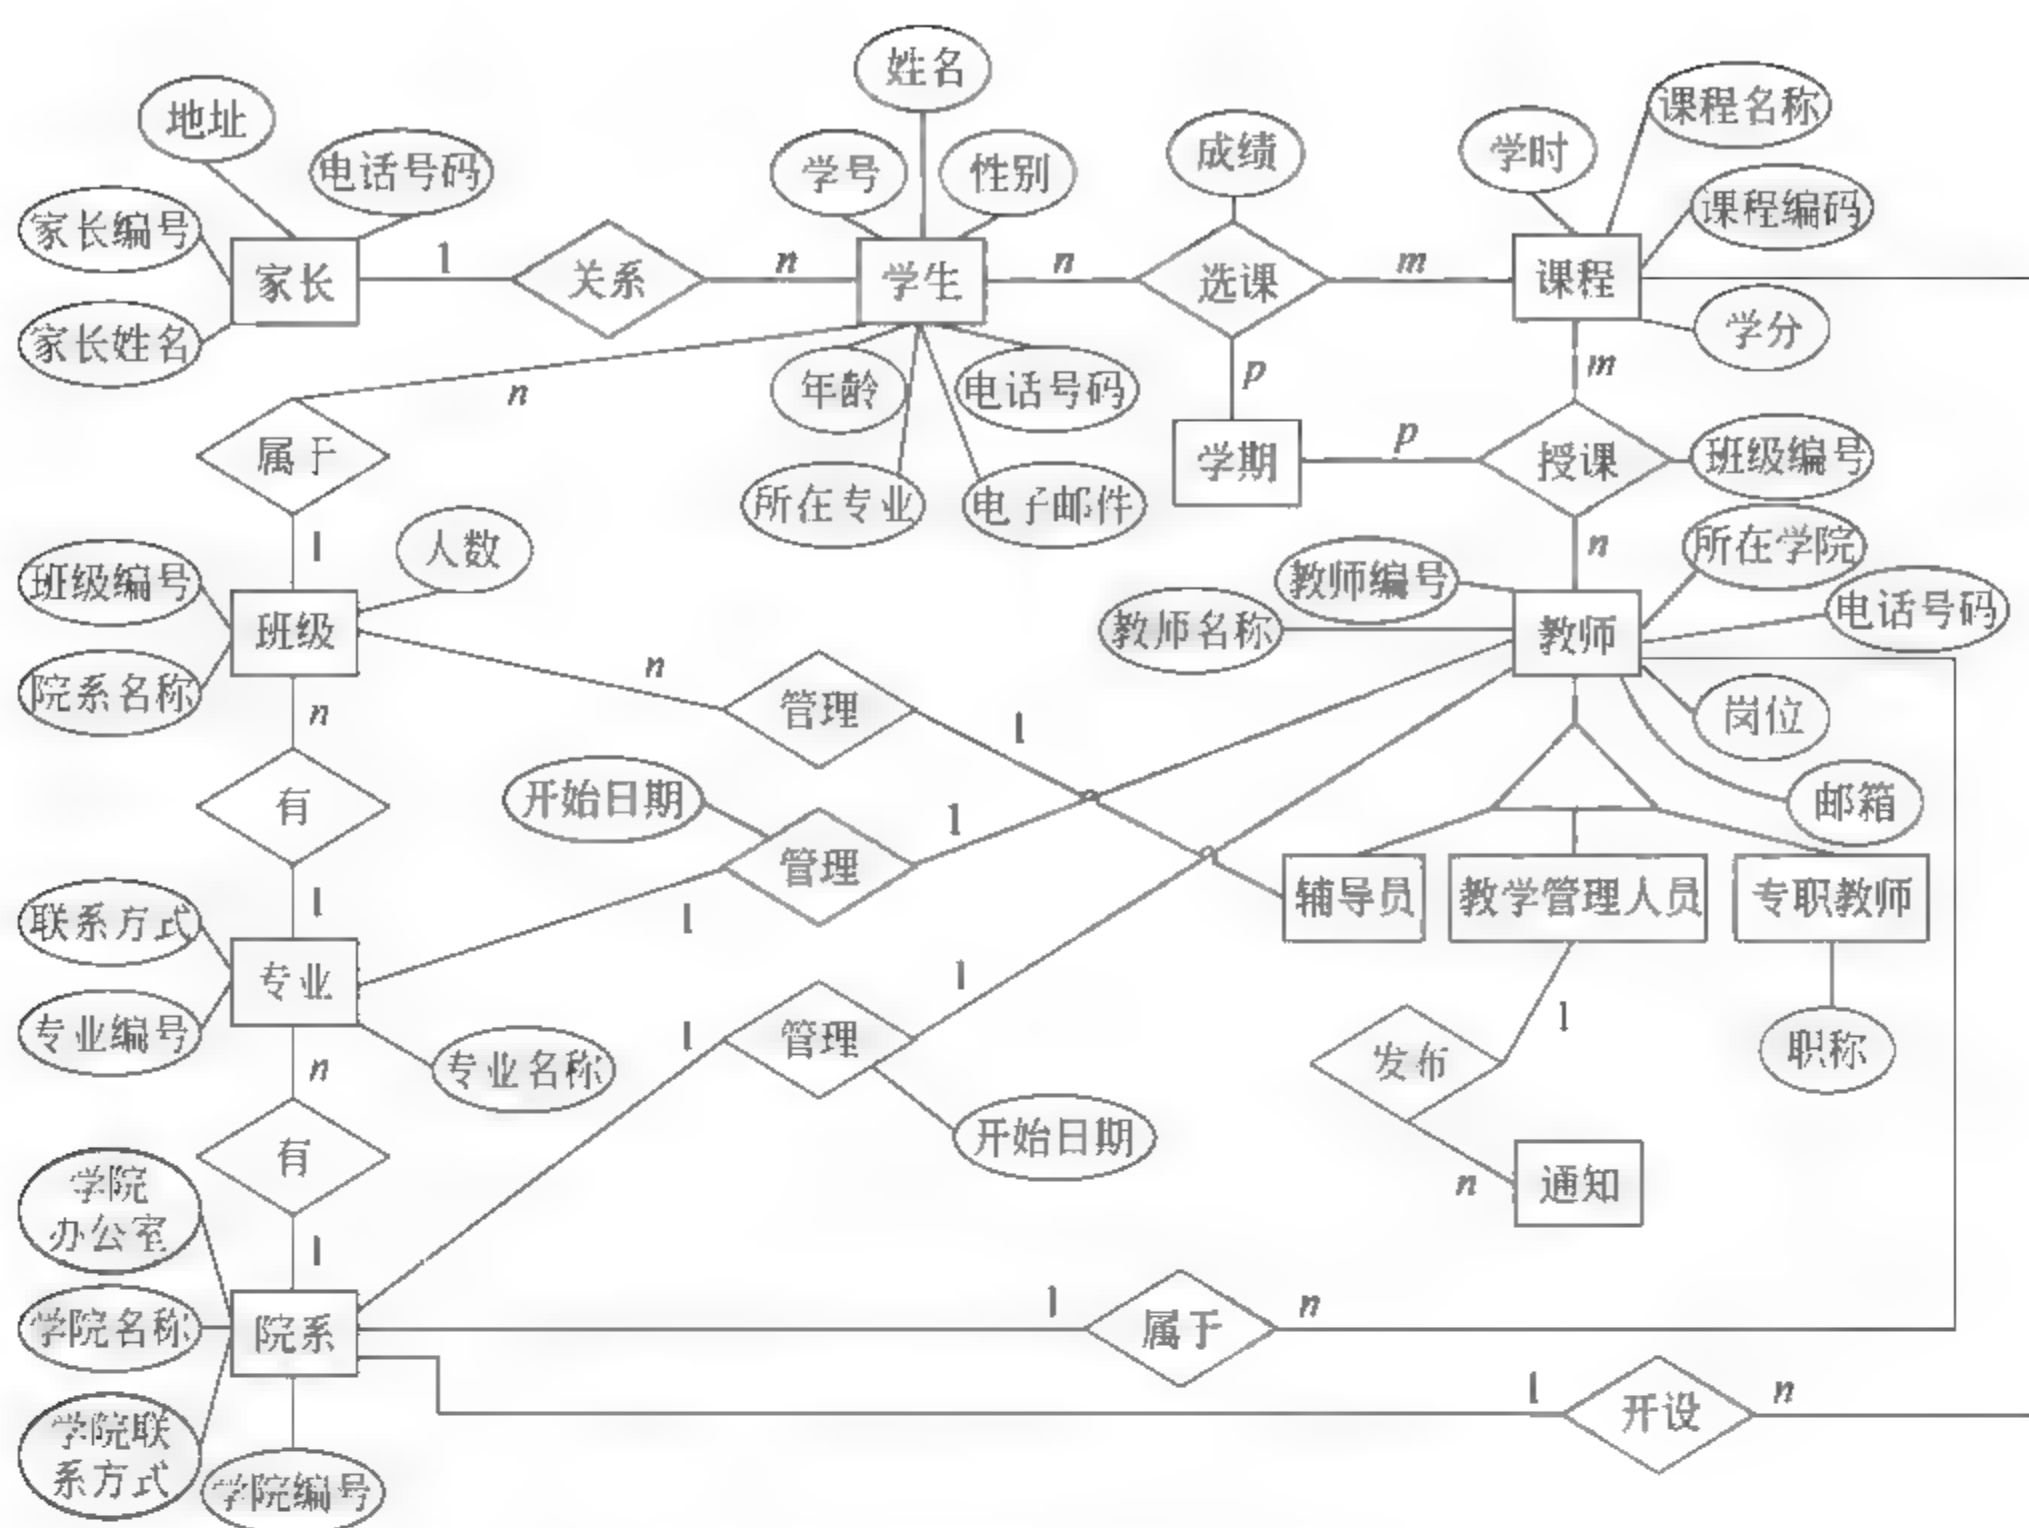 姓名
地址
课程名称
电话号码
学号
性别
成绩
学时
家长编号
课程编码
家长
1
关系
n
学生
n
选课
m
课程
家长姓名
学分
n
年龄
电话号码
p
m
属于
学期
p
授课
班级编号
所在专业
电子邮件
1
人数
n
所在学院
班级编号
教师编号
电话号码
班级
教师名称
教师
院系名称
n
管理
1
岗位
n
有
开始日期
1
邮箱
管理
1
1
联系方式
辅导员
教学管理人员
专职教师
专业
1
专业编号
1
管理
1
n
专业名称
发布
职称
有
开始日期
学院
办公室
n
通知
1
学院名称
院系
1
属于
n
学院联
系方式
1
开设
n
学院编号